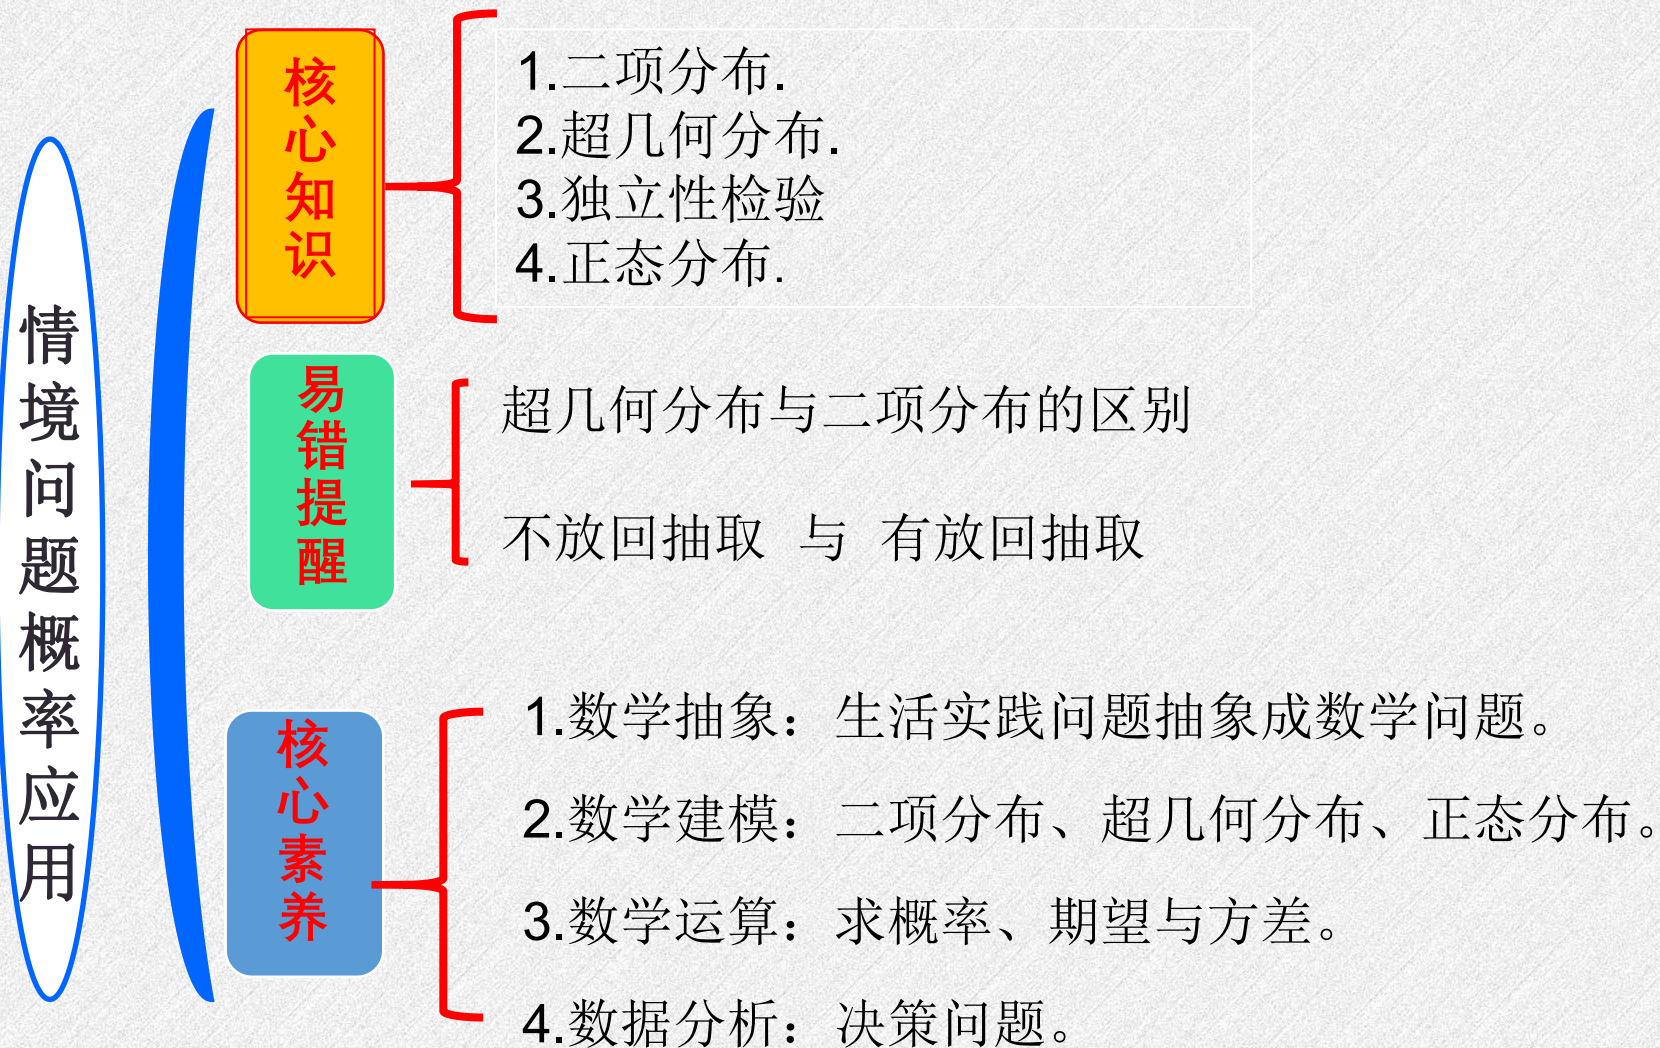 情境问题概率应用
核心知识
1.二项分布.
2.超几何分布.
3.独立性检验
4.正态分布.
易错提醒
超几何分布与二项分布的区别
不放回抽取 与 有放回抽取
核心素养
1.数学抽象：生活实践问题抽象成数学问题。
2.数学建模：二项分布、超几何分布、正态分布。
3.数学运算：求概率、期望与方差。
4.数据分析：决策问题。